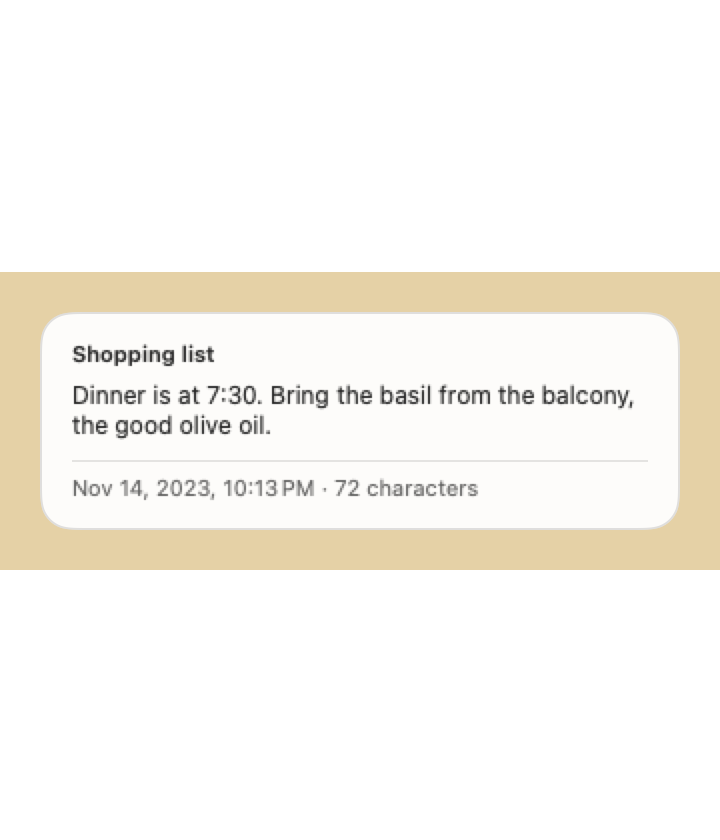 Shopping list
Dinner is at 7:30. Bring the basil from the balcony,
the good olive oil.
Nov 14, 2023, 10:13 PM · 72 characters